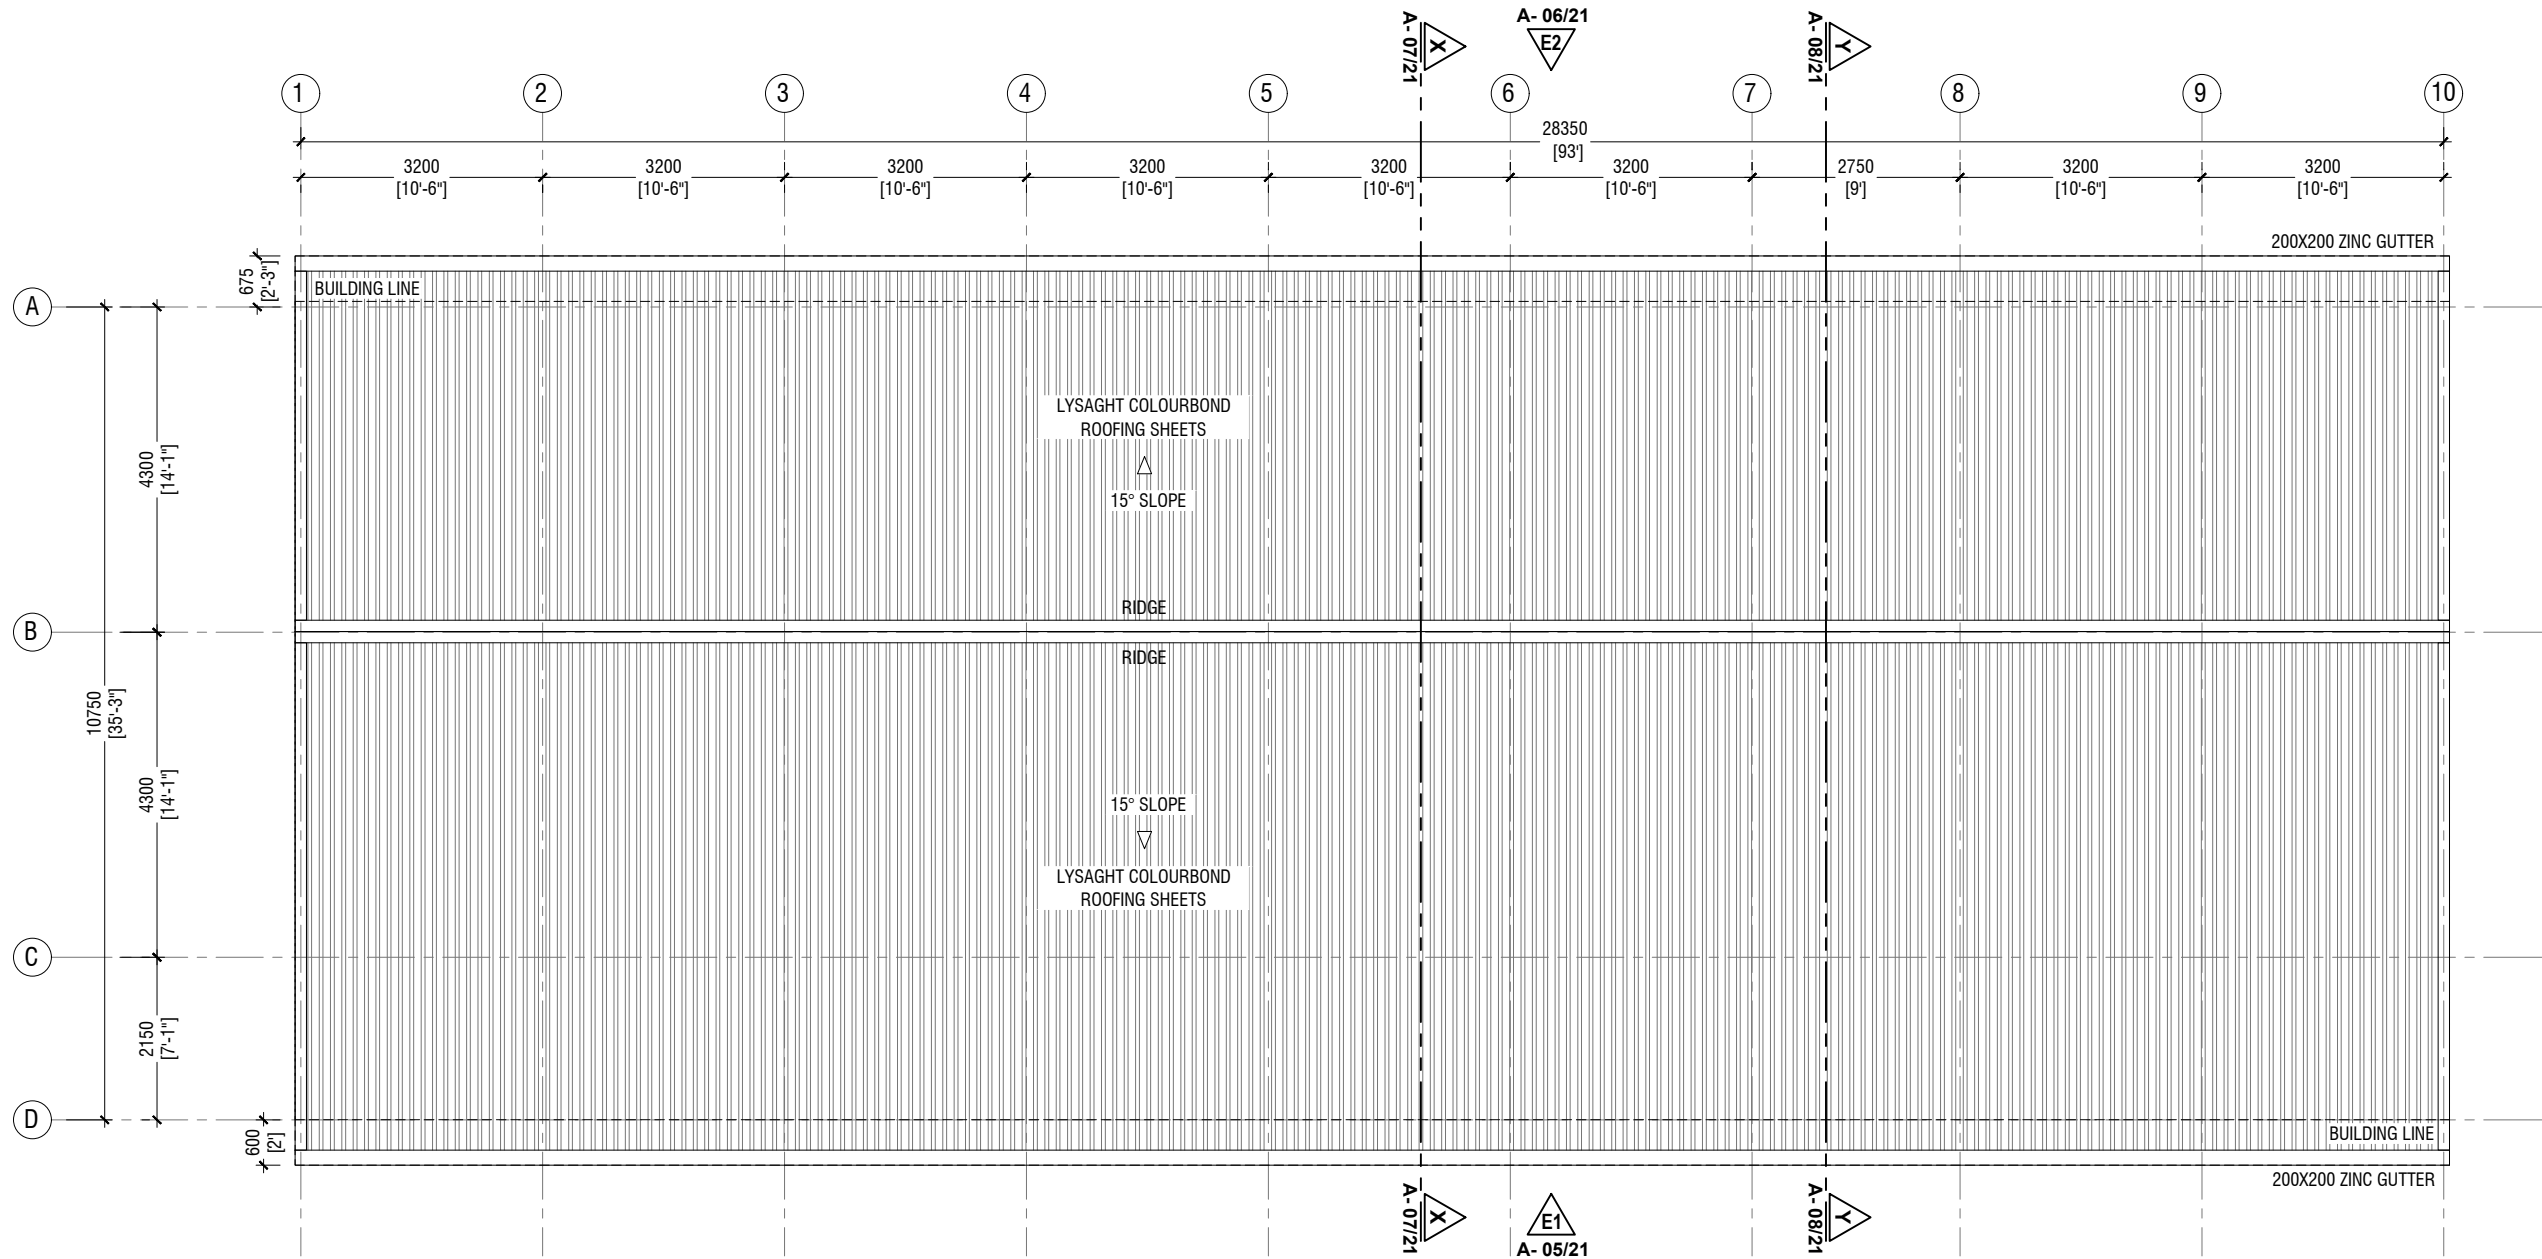 A- 06/21
E2
A- 07/21
X
A- 08/21
Y
1
2
3
4
5
6
7
8
9
10
28350
[93']
3200
[10'-6"]
3200
[10'-6"]
3200
[10'-6"]
3200
[10'-6"]
3200
[10'-6"]
3200
[10'-6"]
2750
[9']
3200
[10'-6"]
3200
[10'-6"]
200X200 ZINC GUTTER
675
[2'-3"]
BUILDING LINE
A
4300
[14'-1"]
LYSAGHT COLOURBOND
ROOFING SHEETS
15° SLOPE
RIDGE
B
RIDGE
10750
[35'-3"]
4300
[14'-1"]
15° SLOPE
LYSAGHT COLOURBOND
ROOFING SHEETS
C
2150
[7'-1"]
D
600
[2']
BUILDING LINE
200X200 ZINC GUTTER
A- 07/21
X
E1
A- 05/21
A- 08/21
Y